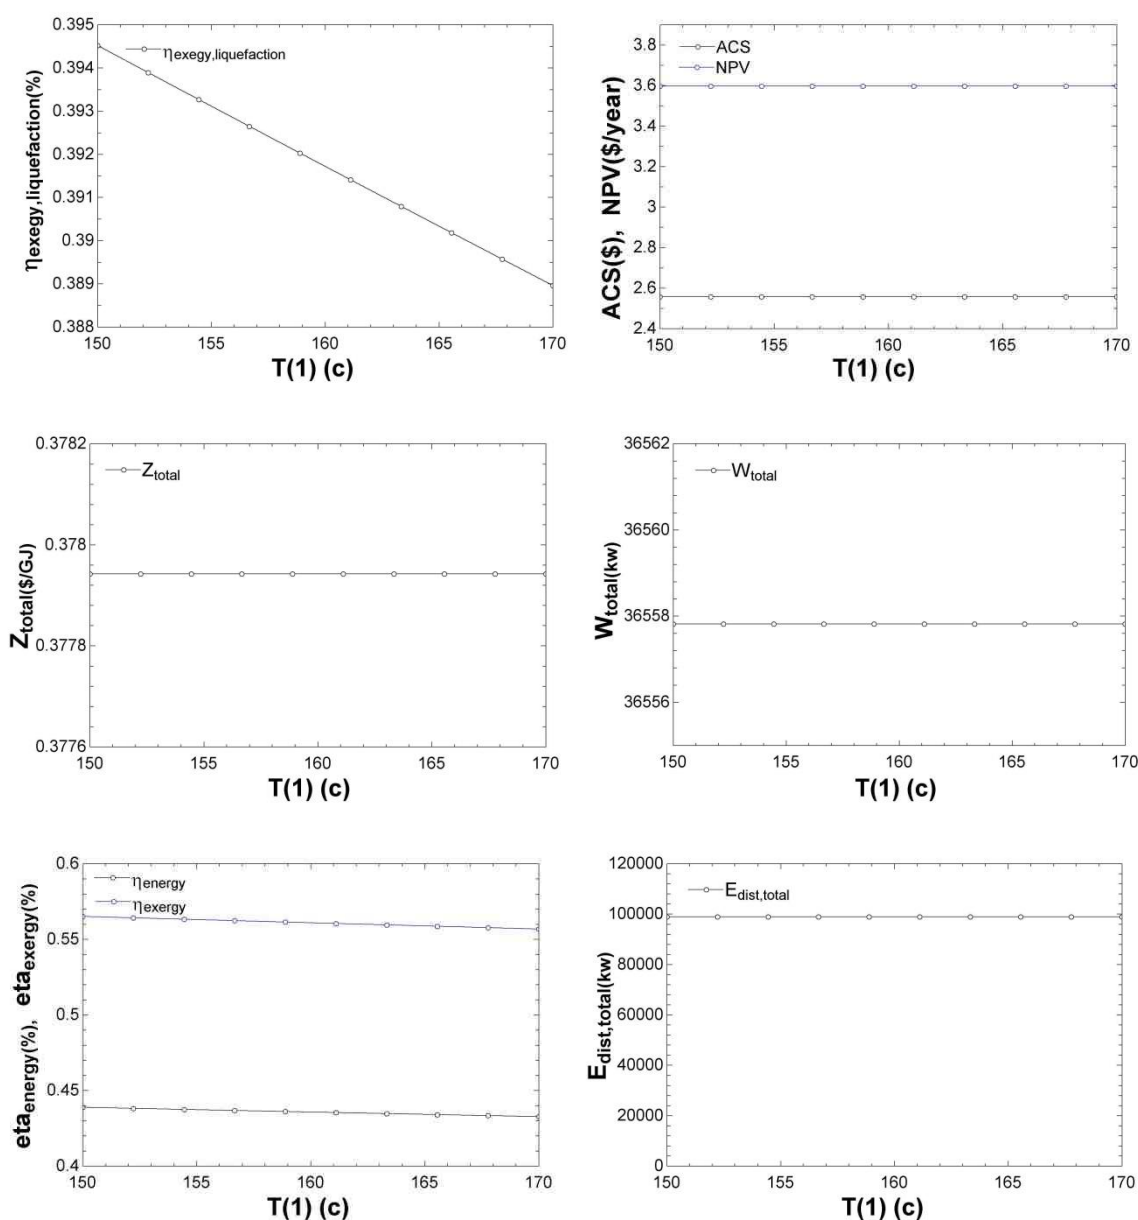 0.395
0.394
0.393
0.392
0.391
0.39
0.389
0.388
ηexegy,liquefaction(%)
ηexegy,liquefaction(%)
150 155 160 165 170
T(1) (c)
3.8
3.6
3.4
3.2
3
2.8
2.6
2.4
ACS($), NPV($/year)
ACS
NPV
150 155 160 165 170
T(1) (c)
0.3782
0.378
0.3778
0.3776
Ztotal($/GJ)
Ztotal
150 155 160 165 170
T(1) (c)
36562
36560
36558
36556
Wtotal(kw)
Wtotal
150 155 160 165 170
T(1) (c)
0.6
0.55
0.5
0.45
0.4
etaenergy(%), etaexergy(%)
ηenergy
ηexergy
150 155 160 165 170
T(1) (c)
120000
100000
80000
60000
40000
20000
0
Edist,total(kw)
Edist,total
150 155 160 165 170
T(1) (c)